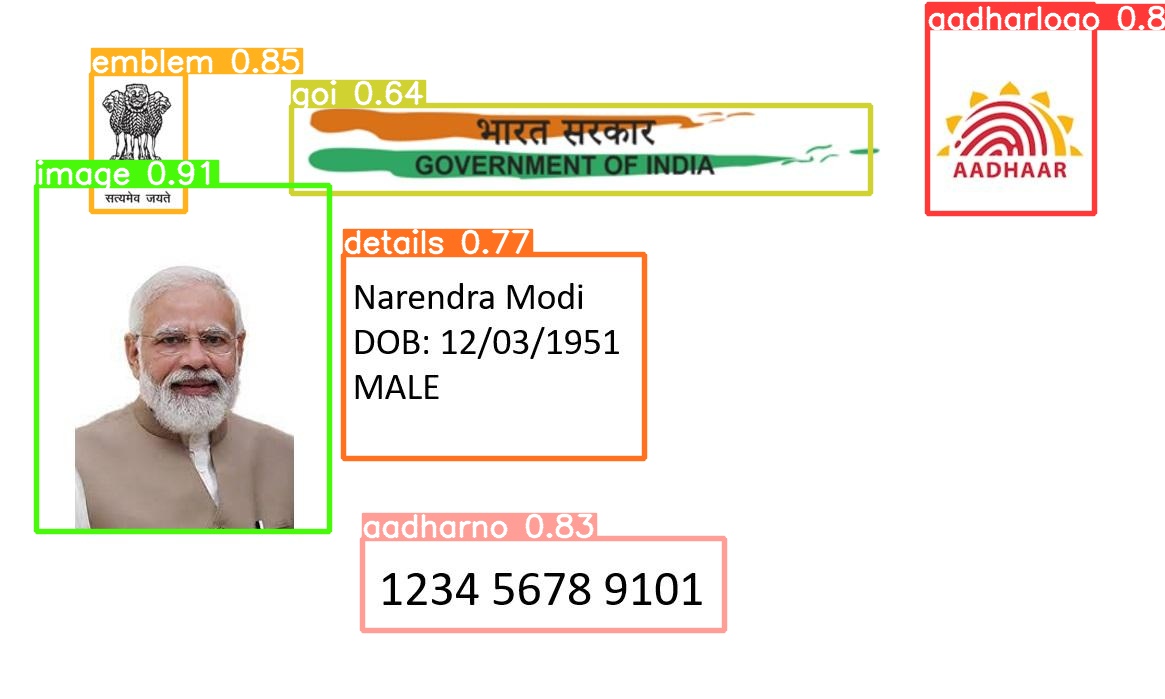 emblem 0.85
goi 0.64
aadharlogo 0.8
भारत सरकार
GOVERNMENT OF INDIA
AADHAAR
image 0.91
सत्यमेव जयते
details 0.77
Narendra Modi
DOB: 12/03/1951
MALE
aadharno 0.83
1234 5678 9101